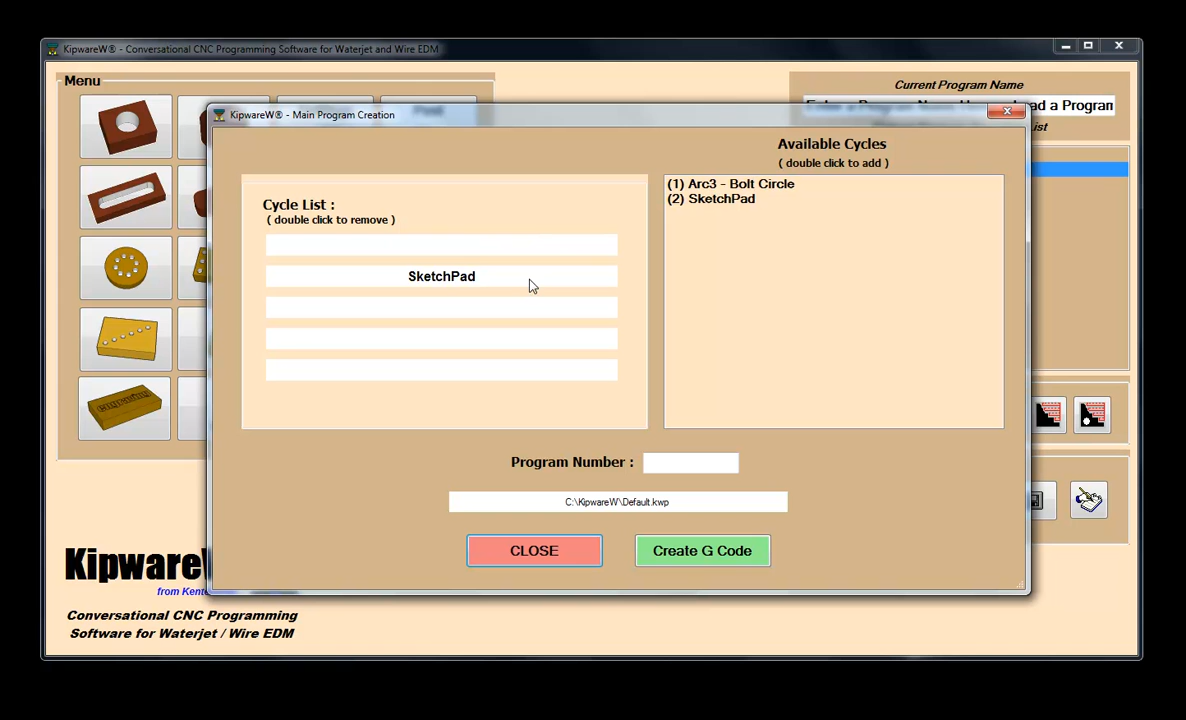 KipwareW® - Conversational CNC Programming Software for Waterjet and Wire EDM
Menu
Current Program Name
KipwareW® - Main Program Creation
Available Cycles
( double click to add )
(1) Arc3 - Bolt Circle
(2) SketchPad
Cycle List :
( double click to remove )
SketchPad
Program Number :
C:\KipwareW\Default.kwp
CLOSE
Create G Code
KipwareW
from
Conversational CNC Programming
Software for Waterjet / Wire EDM